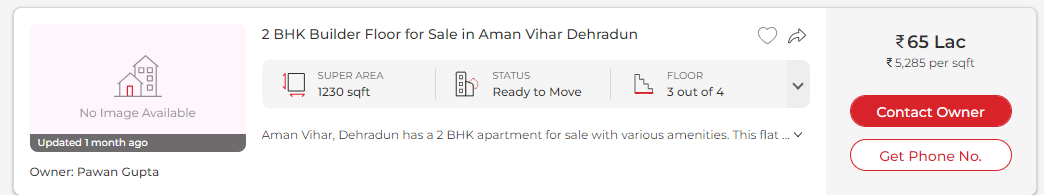 2 BHK Builder Floor for Sale in Aman Vihar Dehradun
SUPER AREA
1230 sqft
STATUS
Ready to Move
FLOOR
3 out of 4
No Image Available
Updated 1 month ago
Aman Vihar, Dehradun has a 2 BHK apartment for sale with various amenities. This flat ...
Owner: Pawan Gupta
₹65 Lac
₹5,285 per sqft
Contact Owner
Get Phone No.